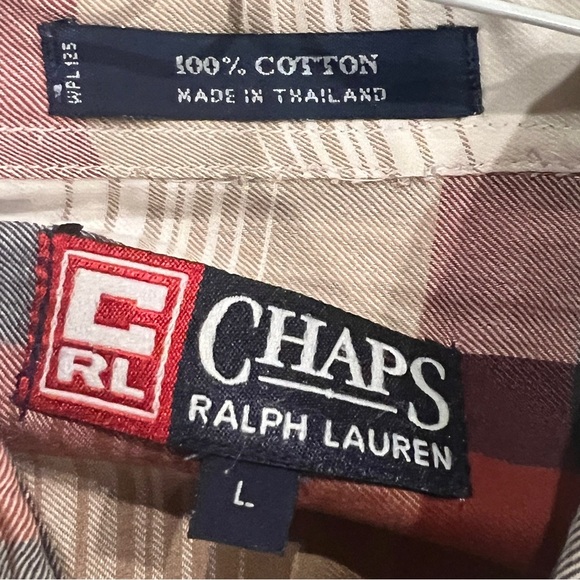 100% COTTON
MADE IN THAILAND
WPL 125
C
RL
CHAPS
RALPH LAUREN
L